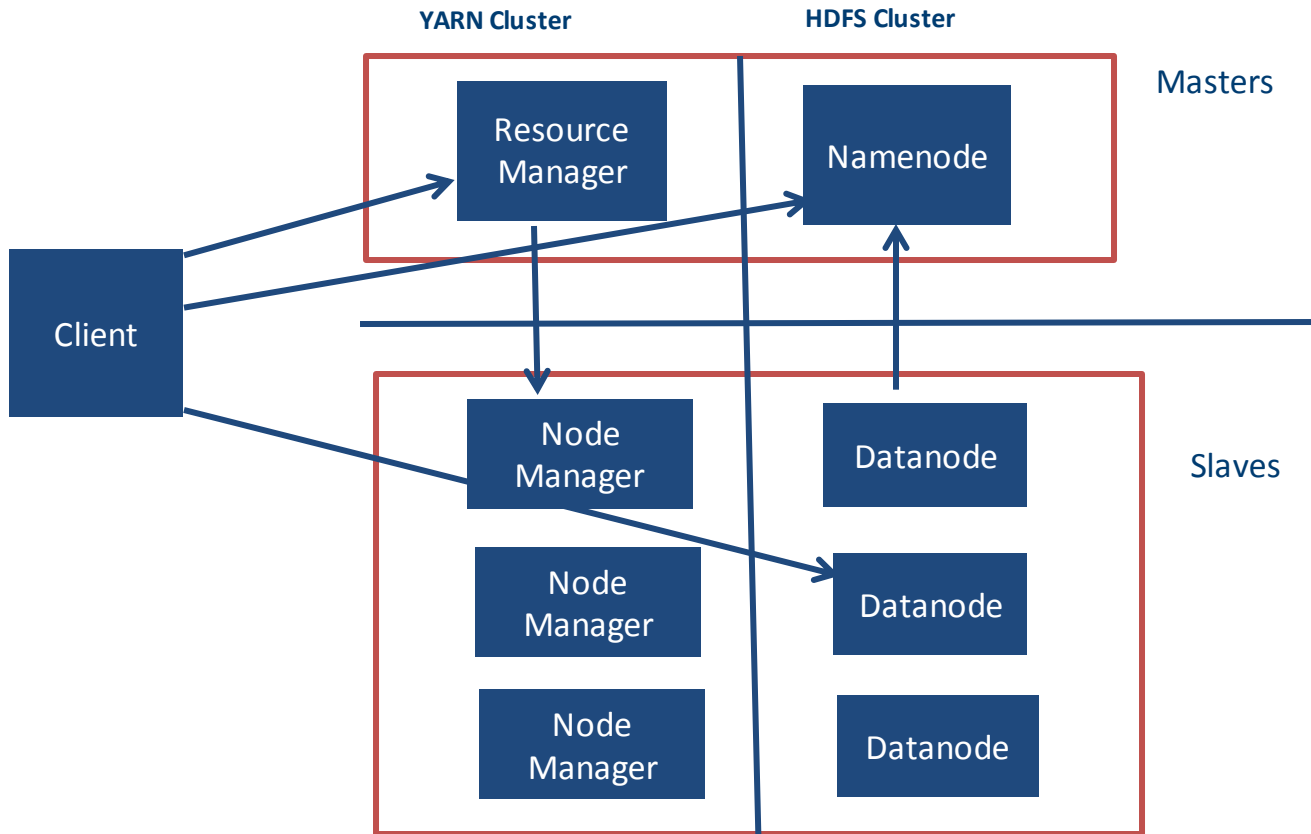 YARN Cluster
HDFS Cluster
Masters
Resource
Manager
Namenode
Client
Node
Manager
Datanode
Slaves
Node
Manager
Datanode
Node
Manager
Datanode